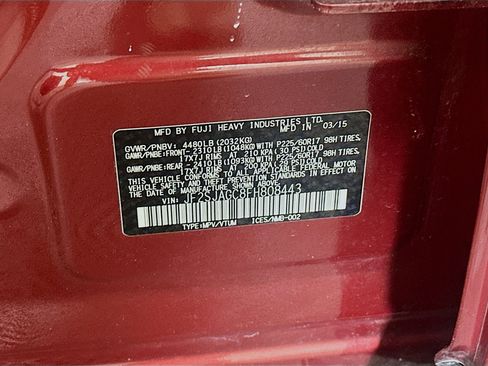 MFD BY FUJI HEAVY INDUSTRIES LTD.
IN 03/15
GVWR/PNBV: 4480LB (2032KG)
GAWR/PNBE: FRONT- 2310LB(1048KG)WITH P225/60R17 98H TIRES,
17X7J RIMS AT 210 KPA(30 PSI)COLD
GAWR/PNBE: REAR - 2410LB(1093KG)WITH P225/60R17 98H TIRES,
17X7J RIMS AT 200 KPA(29 PSI)COLD
THIS VEHICLE CONFORMS TO ALL APPLICABLE FEDERAL MOTOR
VEHICLE SAFETY STANDARDS IN EFFECT ON
THE DATE OF MANUFACTURE SHOWN ABOVE.
VIN: JF2SJAGC8FH808443
TYPE:MPV/VTUM ICES/NMB-002